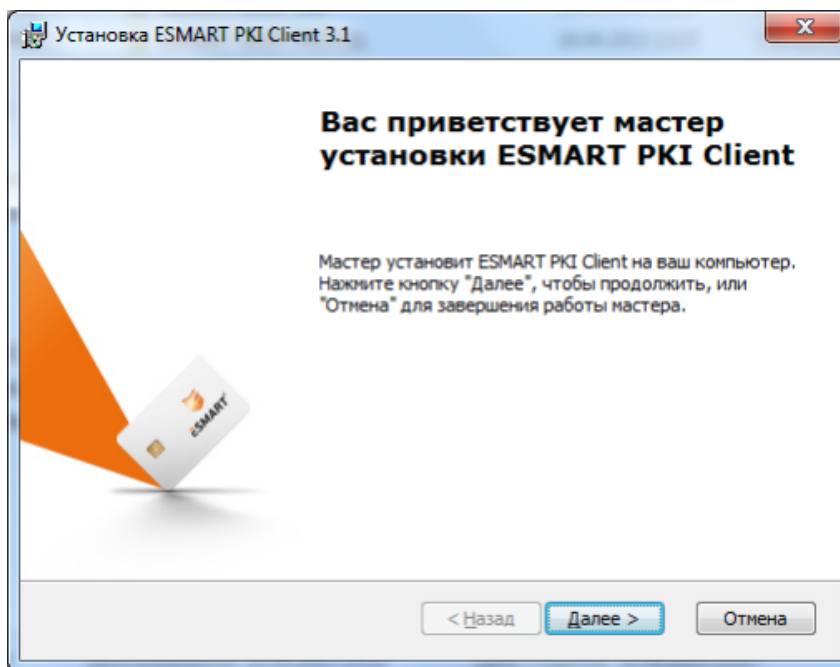 Установка ESMART PKI Client 3.1
Вас приветствует мастер
установки ESMART PKI Client
Мастер установит ESMART PKI Client на ваш компьютер.
Нажмите кнопку "Далее", чтобы продолжить, или
"Отмена" для завершения работы мастера.
ESMART
< Назад
Далее >
Отмена